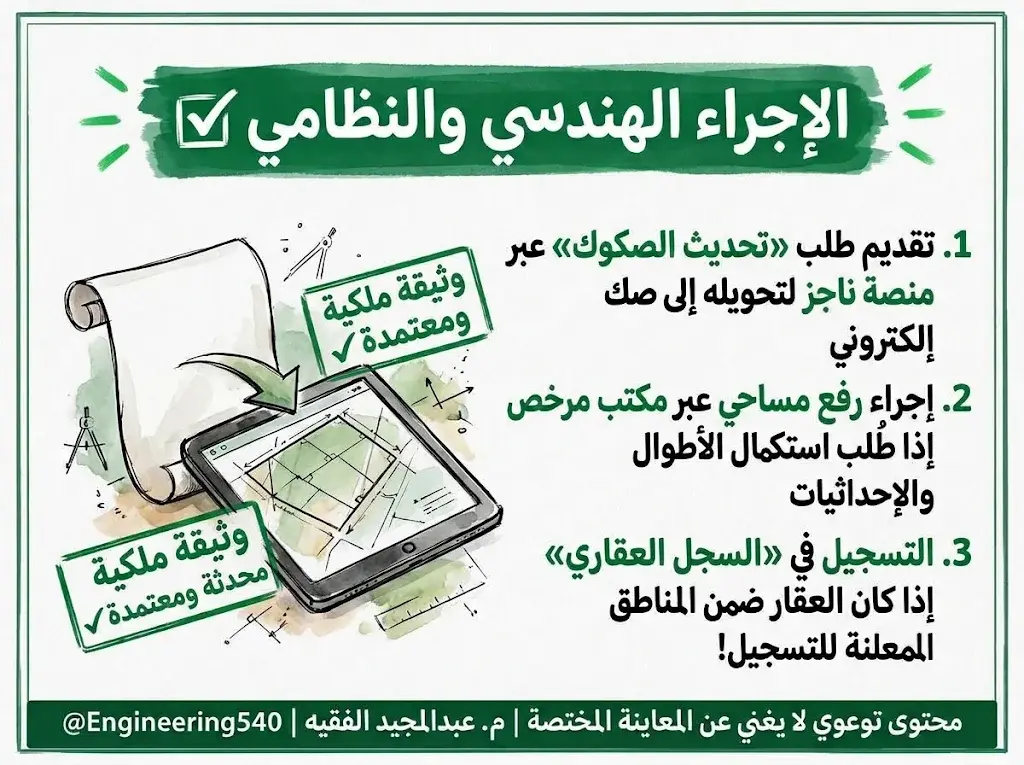 الإجراء الهندسي والنظامي ☑
1. تقديم طلب «تحديث الصكوك» عبر
منصة ناجز لتحويله إلى صك
إلكتروني
2. إجراء رفع مساحي عبر مكتب مرخص
إذا طُلب استكمال الأطوال
والإحداثيات
3. التسجيل في «السجل العقاري»
إذا كان العقار ضمن المناطق
المعلنة للتسجيل!
وثيقة ملكية
ومعتمدة ✓
وثيقة ملكية
محدثة ومعتمدة ✓
محتوى توعوي لا يغني عن المعاينة المختصة | م. عبدالمجيد الفقيه | @Engineering540